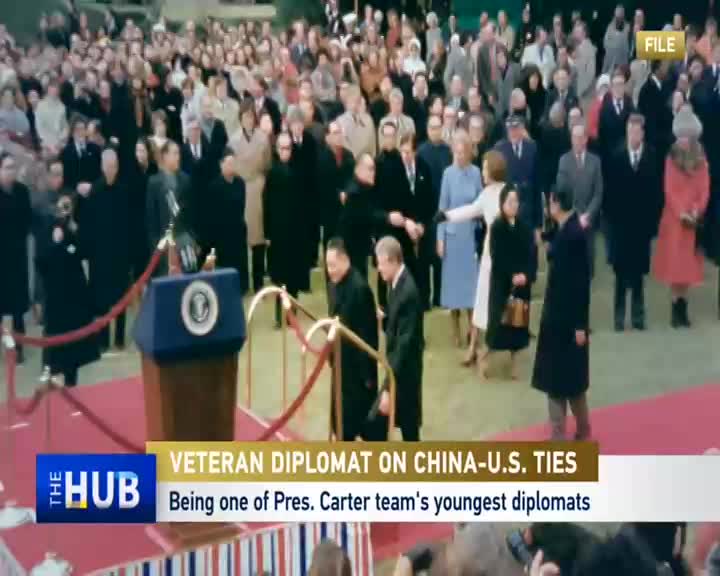 FILE
VETERAN DIPLOMAT ON CHINA-U.S. TIES
THE HUB
Being one of Pres. Carter team's youngest diplomats